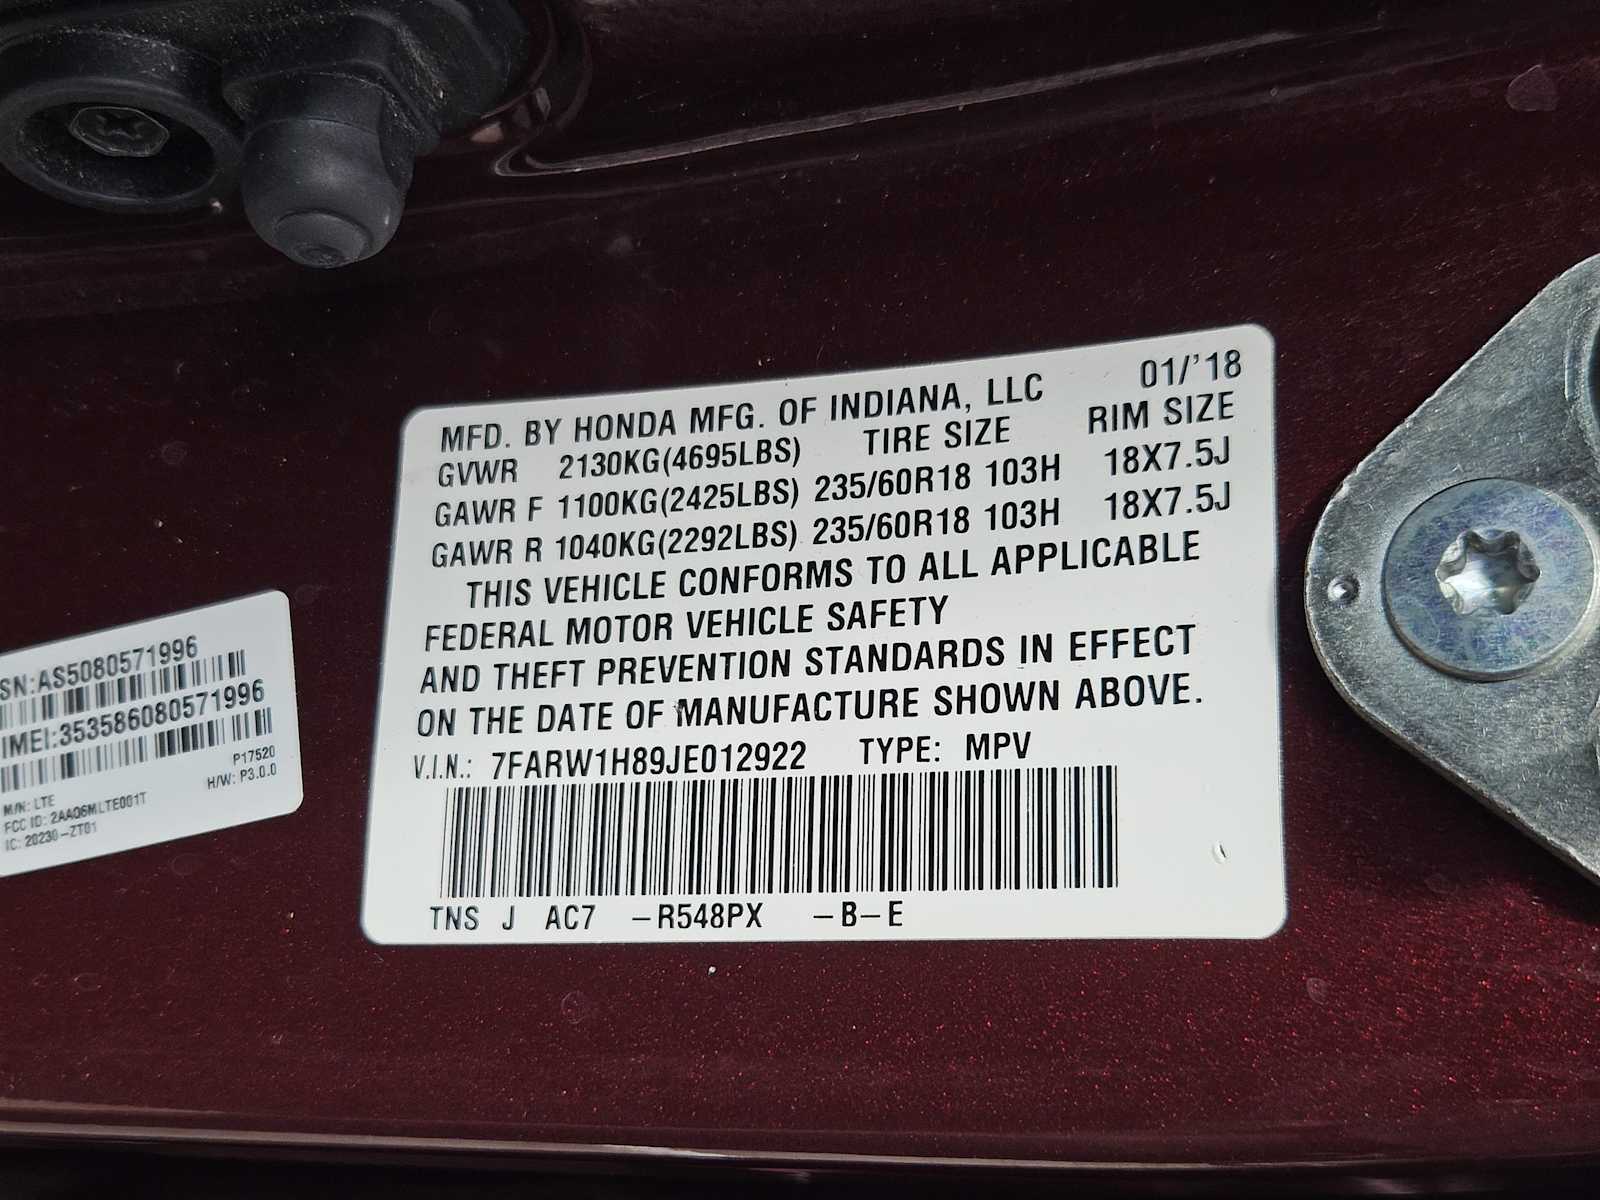 MFD. BY HONDA MFG. OF INDIANA, LLC 01/'18
GVWR 2130KG(4695LBS) TIRE SIZE RIM SIZE
GAWR F 1100KG(2425LBS) 235/60R18 103H 18X7.5J
GAWR R 1040KG(2292LBS) 235/60R18 103H 18X7.5J
THIS VEHICLE CONFORMS TO ALL APPLICABLE
FEDERAL MOTOR VEHICLE SAFETY
AND THEFT PREVENTION STANDARDS IN EFFECT
ON THE DATE OF MANUFACTURE SHOWN ABOVE.
V.I.N.: 7FARW1H89JE012922 TYPE: MPV
TNS J AC7 -R548PX -B-E
SN:AS5080571996
IMEI:353586080571996
P17520
M/N: LTE H/W: P3.0.0
FCC ID: 2AAQ6MLTE001T
IC: 20230-ZT01